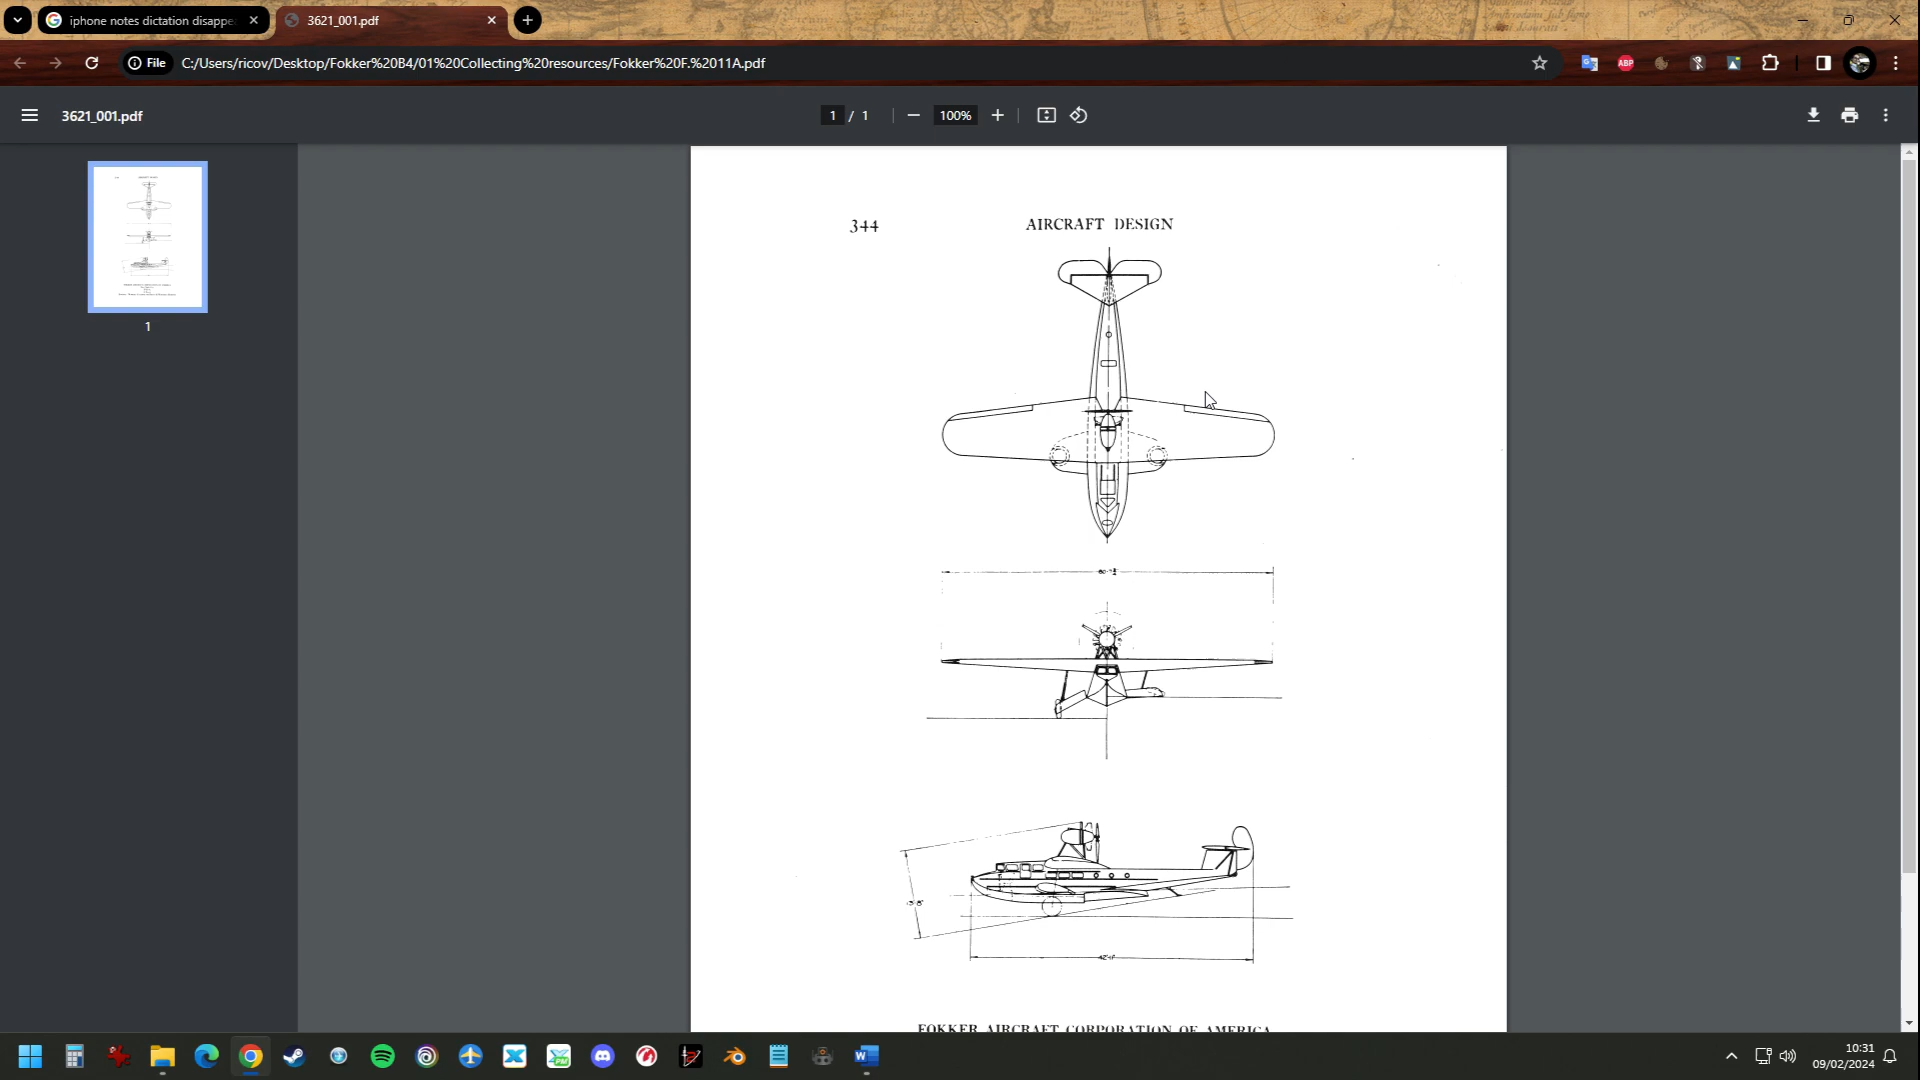 iphone notes dictation disappe
3621_001.pdf
File
C:/Users/ricov/Desktop/Fokker%20B4/01%20Collecting%20resources/Fokker%20F.%2011A.pdf
ABP
3621_001.pdf
1 / 1
100%
1
344
AIRCRAFT DESIGN
FOKKER AIRCRAFT CORPORATION OF AMERICA
10:31
09/02/2024